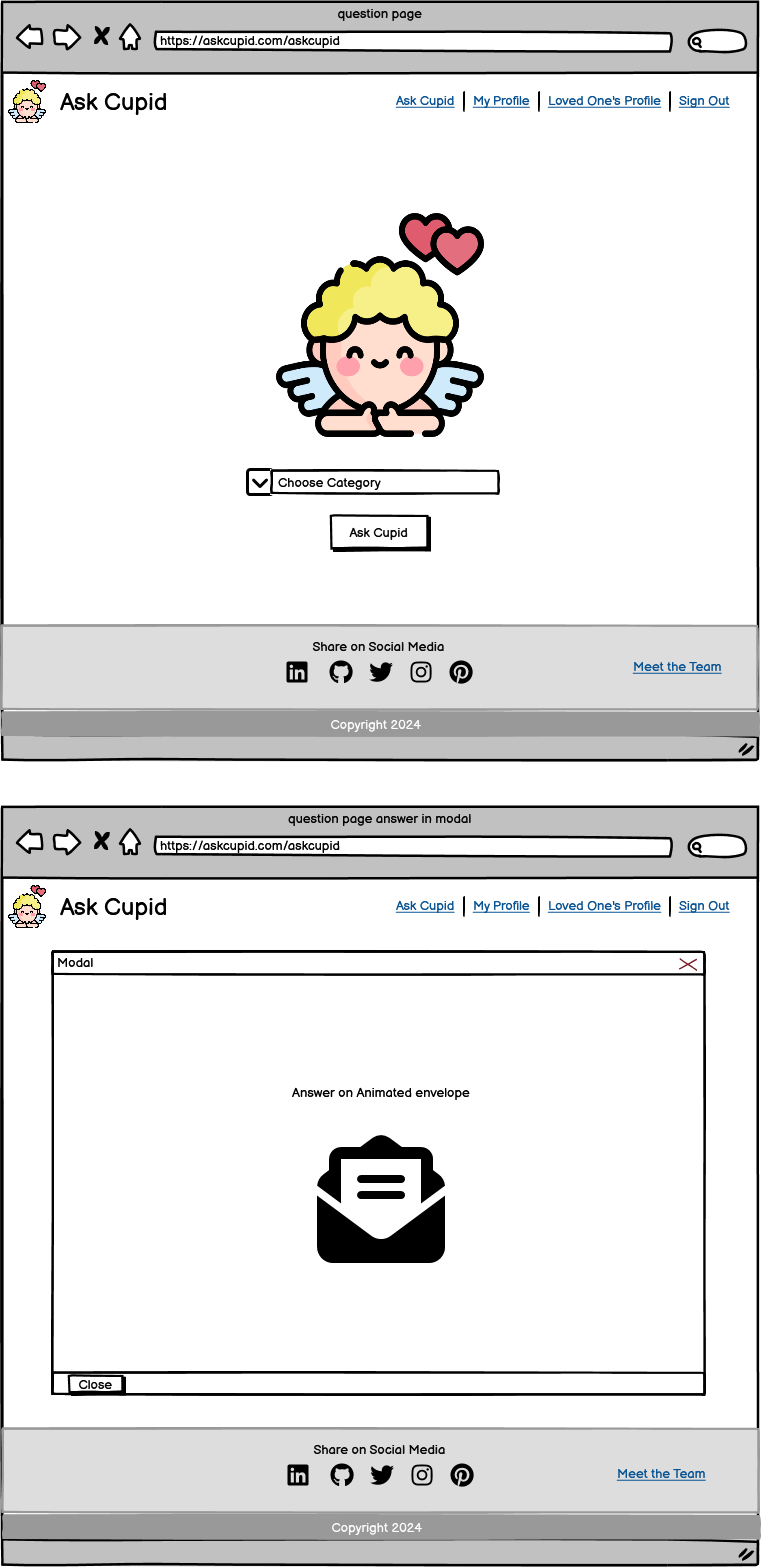 question page
https://askcupid.com/askcupid
Ask Cupid
Ask Cupid
My Profile
Loved One's Profile
Sign Out
Choose Category
Ask Cupid
Share on Social Media
Meet the Team
Copyright 2024
question page answer in modal
https://askcupid.com/askcupid
Ask Cupid
Ask Cupid
My Profile
Loved One's Profile
Sign Out
Modal
Answer on Animated envelope
Close
Share on Social Media
Meet the Team
Copyright 2024